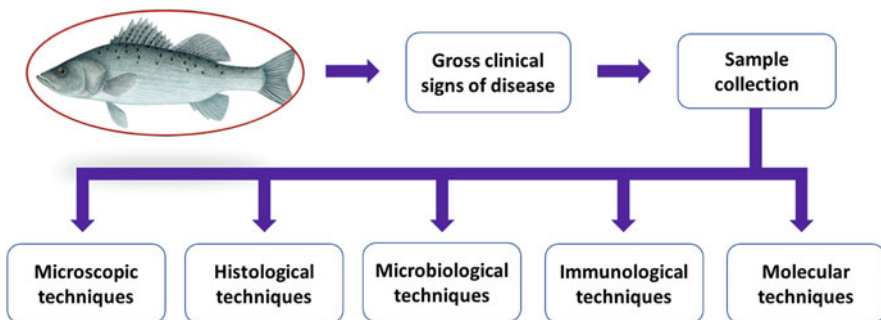 Gross clinical
signs of disease
Sample
collection
Microscopic
techniques
Histological
techniques
Microbiological
techniques
Immunological
techniques
Molecular
techniques